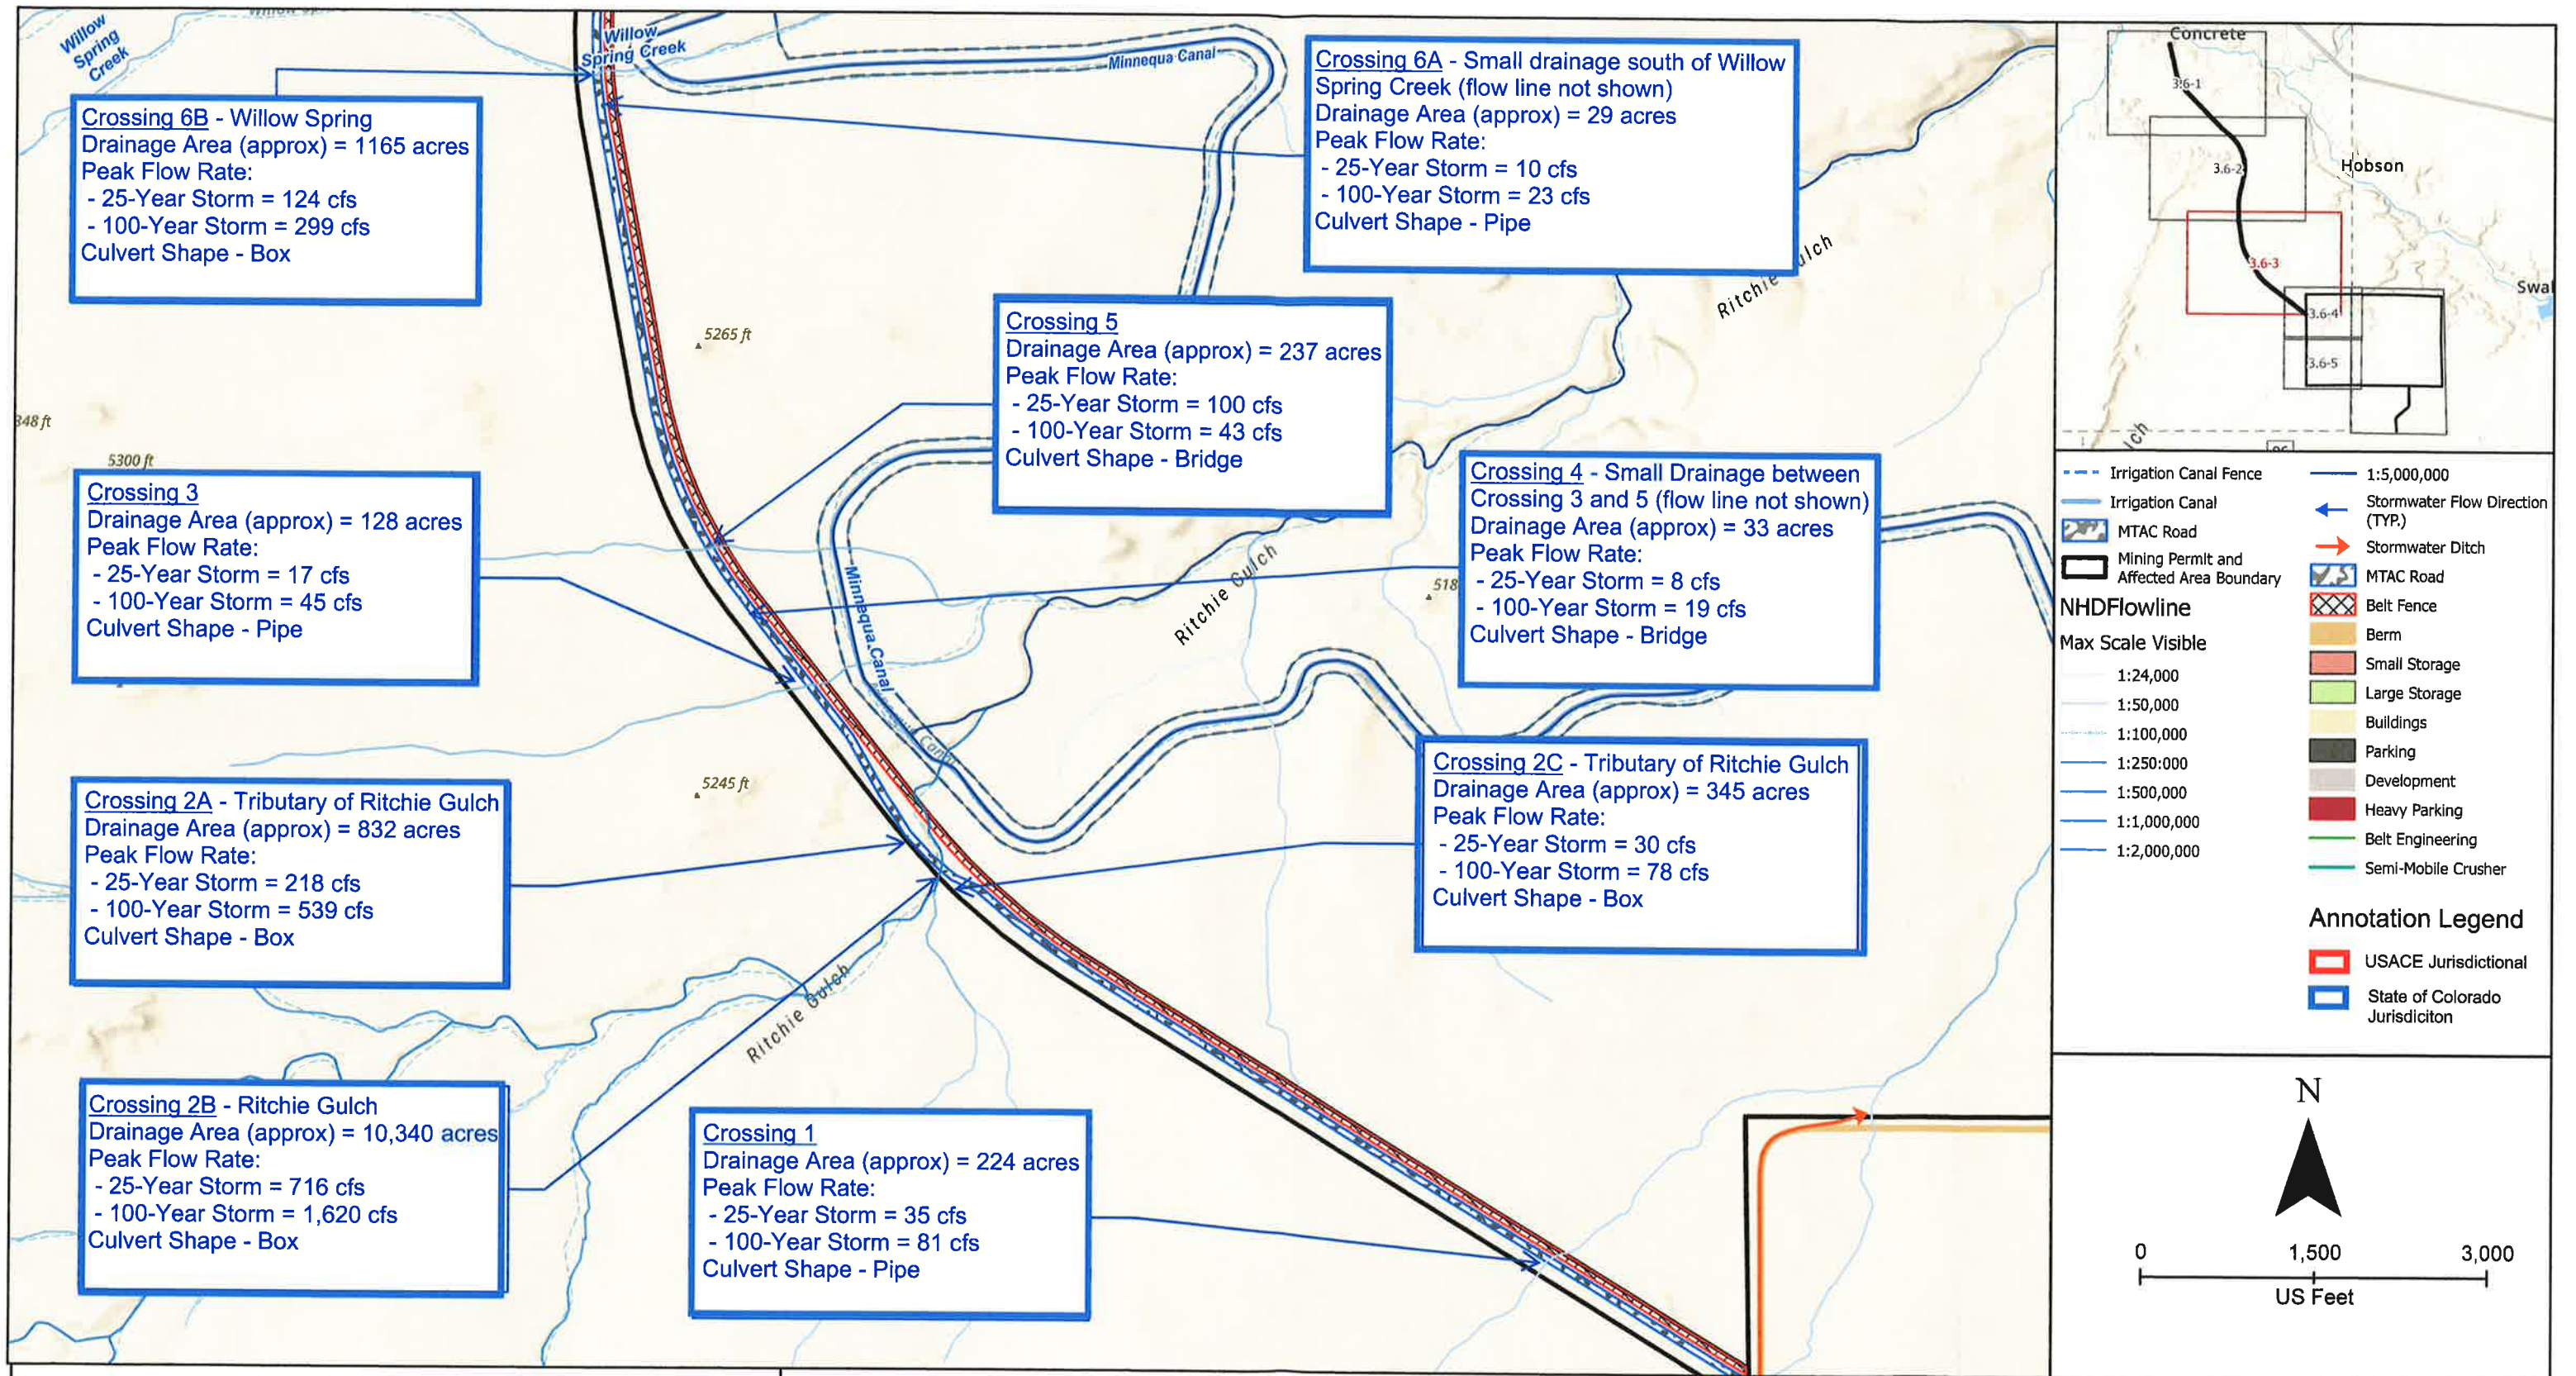 Willow
Spring
Creek
Willow
Spring Creek
Minnequa Canal
Crossing 6B - Willow Spring
Drainage Area (approx) = 1165 acres
Peak Flow Rate:
- 25-Year Storm = 124 cfs
- 100-Year Storm = 299 cfs
Culvert Shape - Box
Crossing 6A - Small drainage south of Willow
Spring Creek (flow line not shown)
Drainage Area (approx) = 29 acres
Peak Flow Rate:
- 25-Year Storm = 10 cfs
- 100-Year Storm = 23 cfs
Culvert Shape - Pipe
Ritchie Gulch
5265 ft
Crossing 5
Drainage Area (approx) = 237 acres
Peak Flow Rate:
- 25-Year Storm = 100 cfs
- 100-Year Storm = 43 cfs
Culvert Shape - Bridge
348 ft
5300 ft
Crossing 3
Drainage Area (approx) = 128 acres
Peak Flow Rate:
- 25-Year Storm = 17 cfs
- 100-Year Storm = 45 cfs
Culvert Shape - Pipe
Crossing 4 - Small Drainage between
Crossing 3 and 5 (flow line not shown)
Drainage Area (approx) = 33 acres
Peak Flow Rate:
- 25-Year Storm = 8 cfs
- 100-Year Storm = 19 cfs
Culvert Shape - Bridge
518
Minnequa Canal
Ritchie Gulch
Canal
5245 ft
Crossing 2A - Tributary of Ritchie Gulch
Drainage Area (approx) = 832 acres
Peak Flow Rate:
- 25-Year Storm = 218 cfs
- 100-Year Storm = 539 cfs
Culvert Shape - Box
Crossing 2C - Tributary of Ritchie Gulch
Drainage Area (approx) = 345 acres
Peak Flow Rate:
- 25-Year Storm = 30 cfs
- 100-Year Storm = 78 cfs
Culvert Shape - Box
Ritchie Gulch
Crossing 2B - Ritchie Gulch
Drainage Area (approx) = 10,340 acres
Peak Flow Rate:
- 25-Year Storm = 716 cfs
- 100-Year Storm = 1,620 cfs
Culvert Shape - Box
Crossing 1
Drainage Area (approx) = 224 acres
Peak Flow Rate:
- 25-Year Storm = 35 cfs
- 100-Year Storm = 81 cfs
Culvert Shape - Pipe
Concrete
3.6-1
3.6-2
Hobson
3.6-3
Swal
3.6-4
3.6-5
lch
Irrigation Canal Fence
Irrigation Canal
MTAC Road
Mining Permit and
Affected Area Boundary
NHDFlowline
Max Scale Visible
1:24,000
1:50,000
1:100,000
1:250:000
1:500,000
1:1,000,000
1:2,000,000
1:5,000,000
Stormwater Flow Direction
(TYP.)
Stormwater Ditch
MTAC Road
Belt Fence
Berm
Small Storage
Large Storage
Buildings
Parking
Development
Heavy Parking
Belt Engineering
Semi-Mobile Crusher
Annotation Legend
USACE Jurisdictional
State of Colorado
Jurisdiciton
N
0 1,500 3,000
US Feet